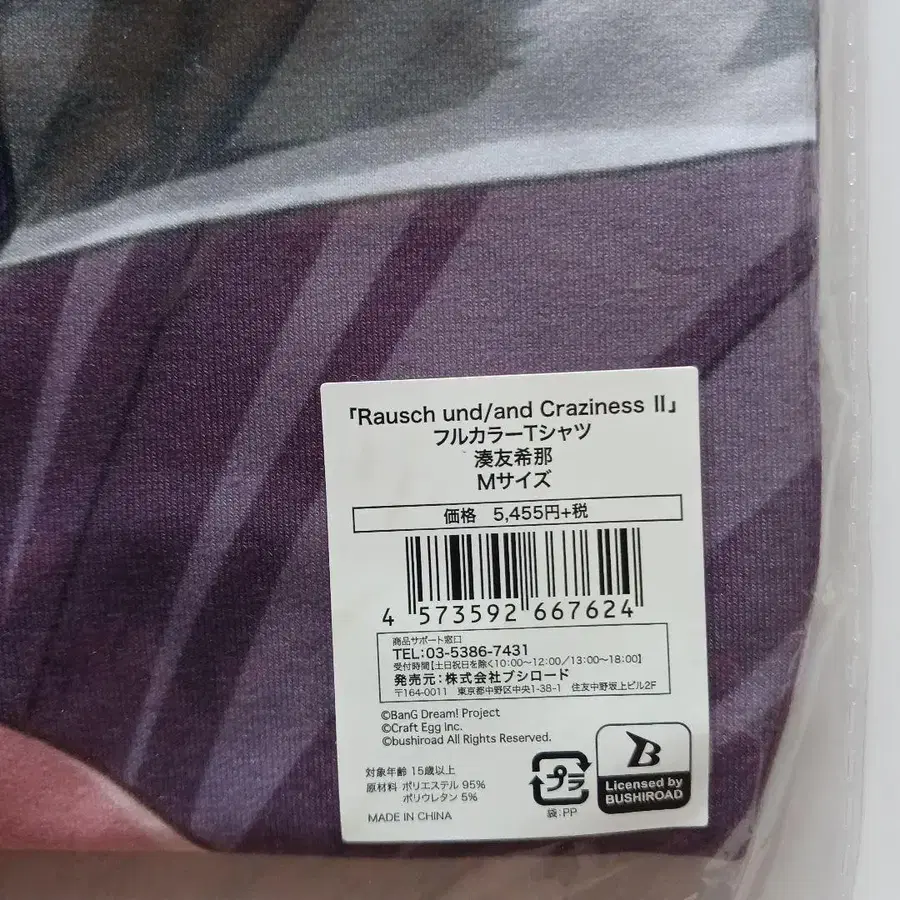 「Rausch und/and Craziness Ⅱ」
フルカラーTシャツ
湊友希那
Mサイズ
価格 5,455円+税
4 573592 667624
商品サポート窓口
TEL:03-5386-7431
受付時間【土日祝日を除く10:00~12:00/13:00~18:00】
発売元:株式会社ブシロード
〒164-0011 東京都中野区中央1-38-1 住友中野坂上ビル2F
©BanG Dream! Project
©Craft Egg Inc.
©bushiroad All Rights Reserved.
対象年齢 15歳以上
原材料 ポリエステル 95%
ポリウレタン 5%
MADE IN CHINA
プラ
袋:PP
B
Licensed by
BUSHIROAD